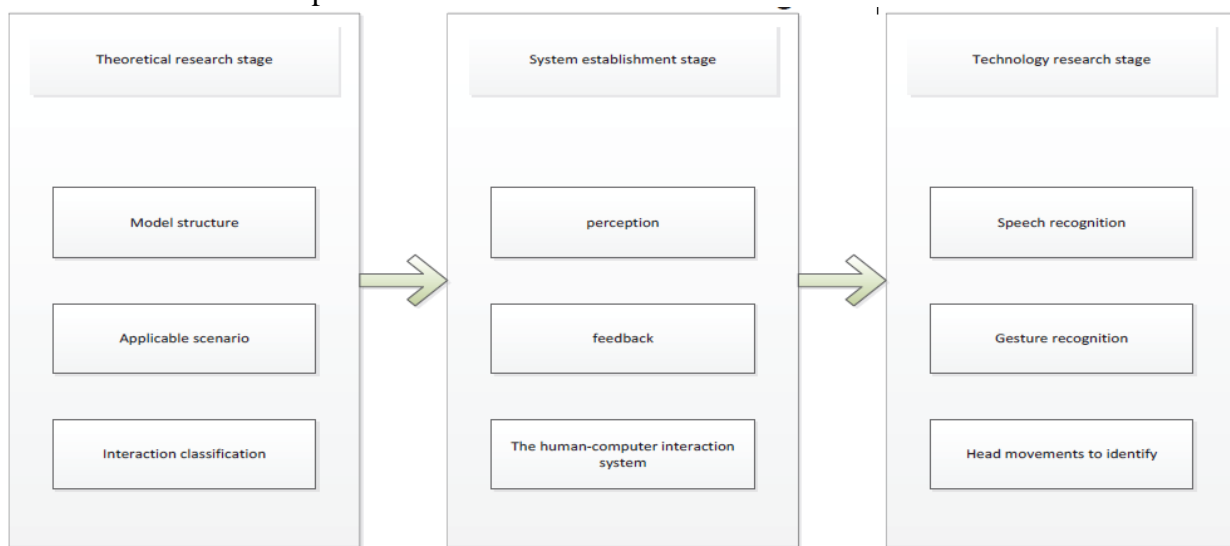 Theoretical research stage
System establishment stage
Technology research stage
Model structure
perception
Speech recognition
Applicable scenario
feedback
Gesture recognition
Interaction classification
The human-computer interaction
system
Head movements to identify